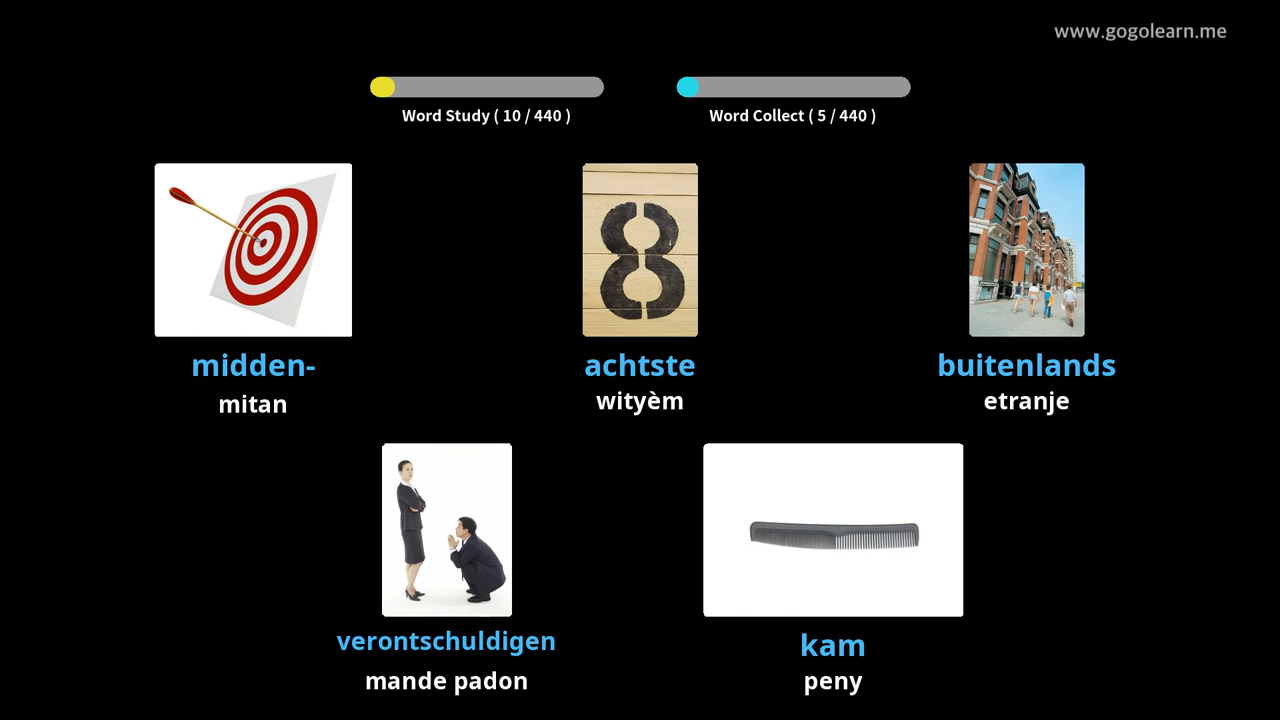 www.gogolearn.me
Word Study ( 10 / 440 )
Word Collect ( 5 / 440 )
8
midden-
mitan
achtste
wityèm
buitenlands
etranje
verontschuldigen
mande padon
kam
peny